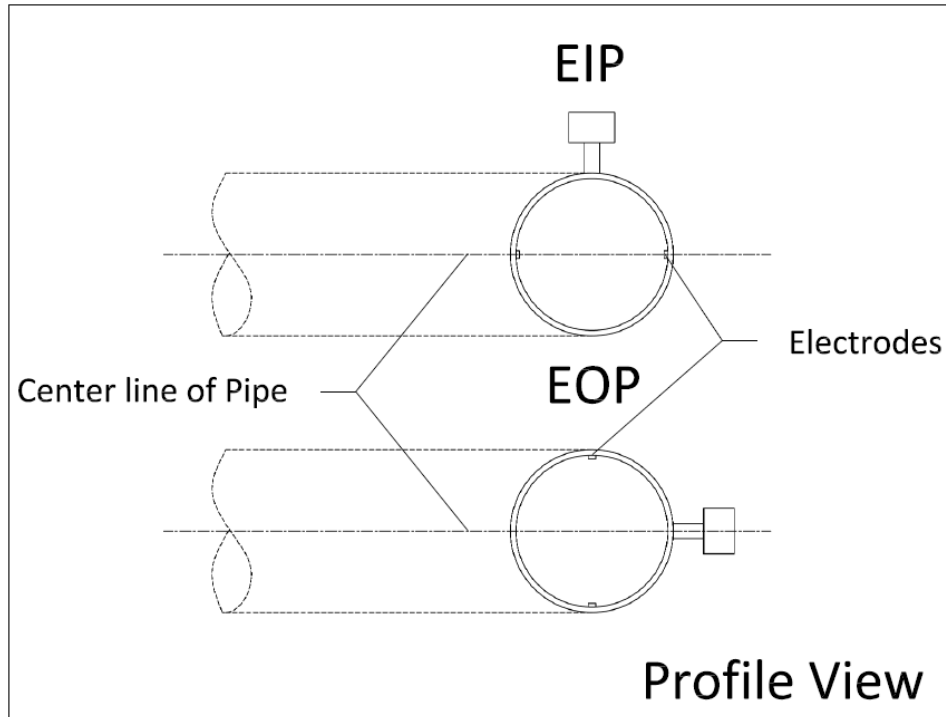 EIP
Electrodes
EOP
Center line of Pipe
Profile View